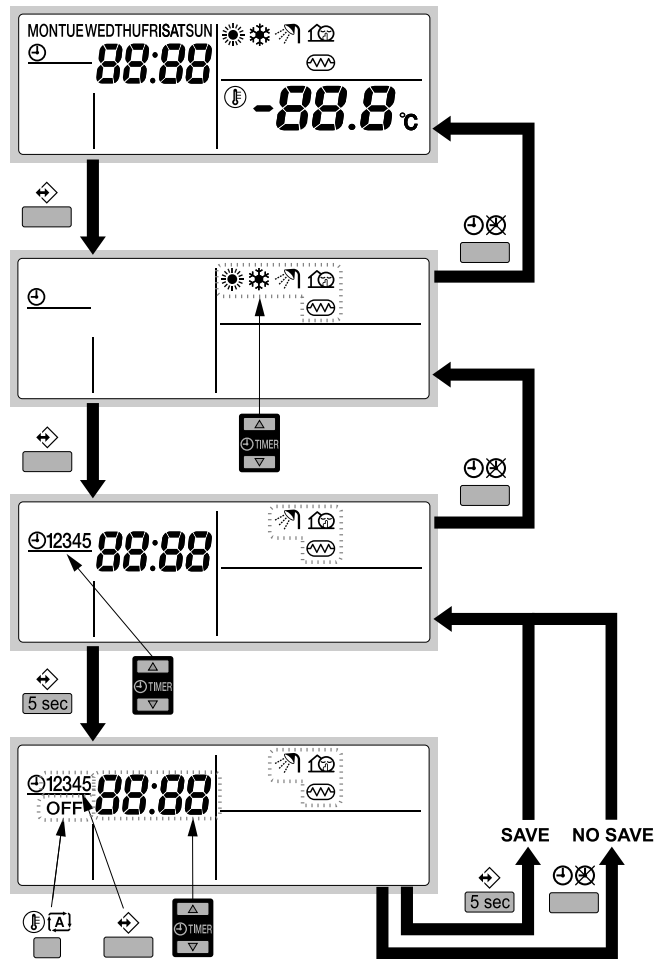 MONTUEWEDTHUFRISATSUN
88:88
-88.8 °C
TIMER
12345 88:88
5 sec
TIMER
12345 88:88
OFF
SAVE NO SAVE
5 sec
A
TIMER